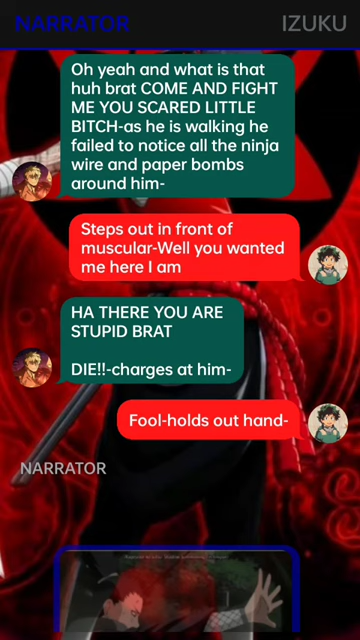 NARRATOR
IZUKU
Oh yeah and what is that
huh brat COME AND FIGHT
ME YOU SCARED LITTLE
BITCH-as he is walking he
failed to notice all the ninja
wire and paper bombs
around him-
Steps out in front of
muscular-Well you wanted
me here I am
HA THERE YOU ARE
STUPID BRAT
DIE!!-charges at him-
Fool-holds out hand-
NARRATOR